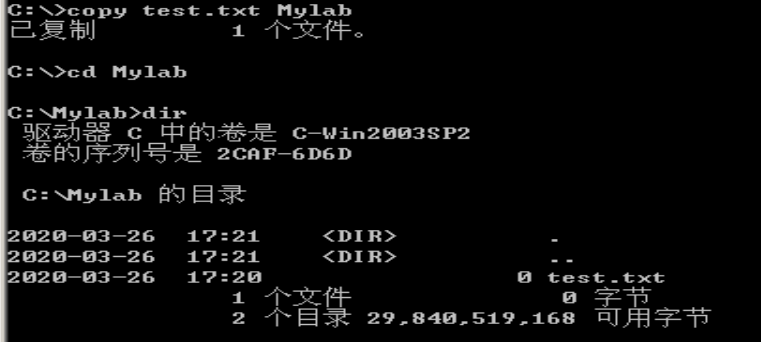 C:\>copy test.txt Mylab
已复制         1 个文件。
C:\>cd Mylab
C:\Mylab>dir
驱动器 C 中的卷是 C-Win2003SP2
卷的序列号是 2CAF-6D6D
C:\Mylab 的目录
2020-03-26  17:21    <DIR>          .
2020-03-26  17:21    <DIR>          ..
2020-03-26  17:20                 0 test.txt
1 个文件              0 字节
2 个目录 29,840,519,168 可用字节